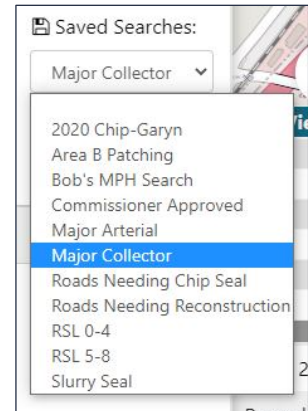 Saved Searches:
Major Collector
2020 Chip-Garyn
Area B Patching
Bob's MPH Search
Commissioner Approved
Major Arterial
Major Collector
Roads Needing Chip Seal
Roads Needing Reconstruction
RSL 0-4
RSL 5-8
Slurry Seal
2